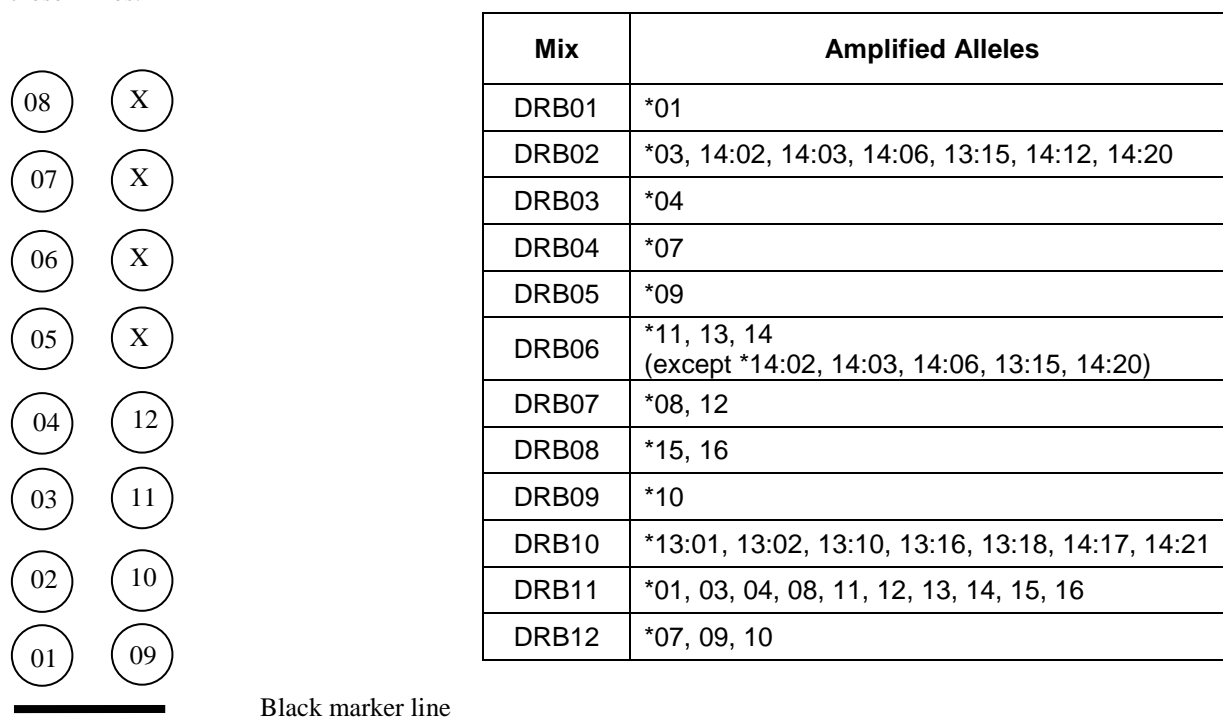 08 X
07 X
06 X
05 X
04 12
03 11
02 10
01 09
Black marker line
Mix Amplified Alleles
DRB01 *01
DRB02 *03, 14:02, 14:03, 14:06, 13:15, 14:12, 14:20
DRB03 *04
DRB04 *07
DRB05 *09
DRB06 *11, 13, 14
(except *14:02, 14:03, 14:06, 13:15, 14:20)
DRB07 *08, 12
DRB08 *15, 16
DRB09 *10
DRB10 *13:01, 13:02, 13:10, 13:16, 13:18, 14:17, 14:21
DRB11 *01, 03, 04, 08, 11, 12, 13, 14, 15, 16
DRB12 *07, 09, 10